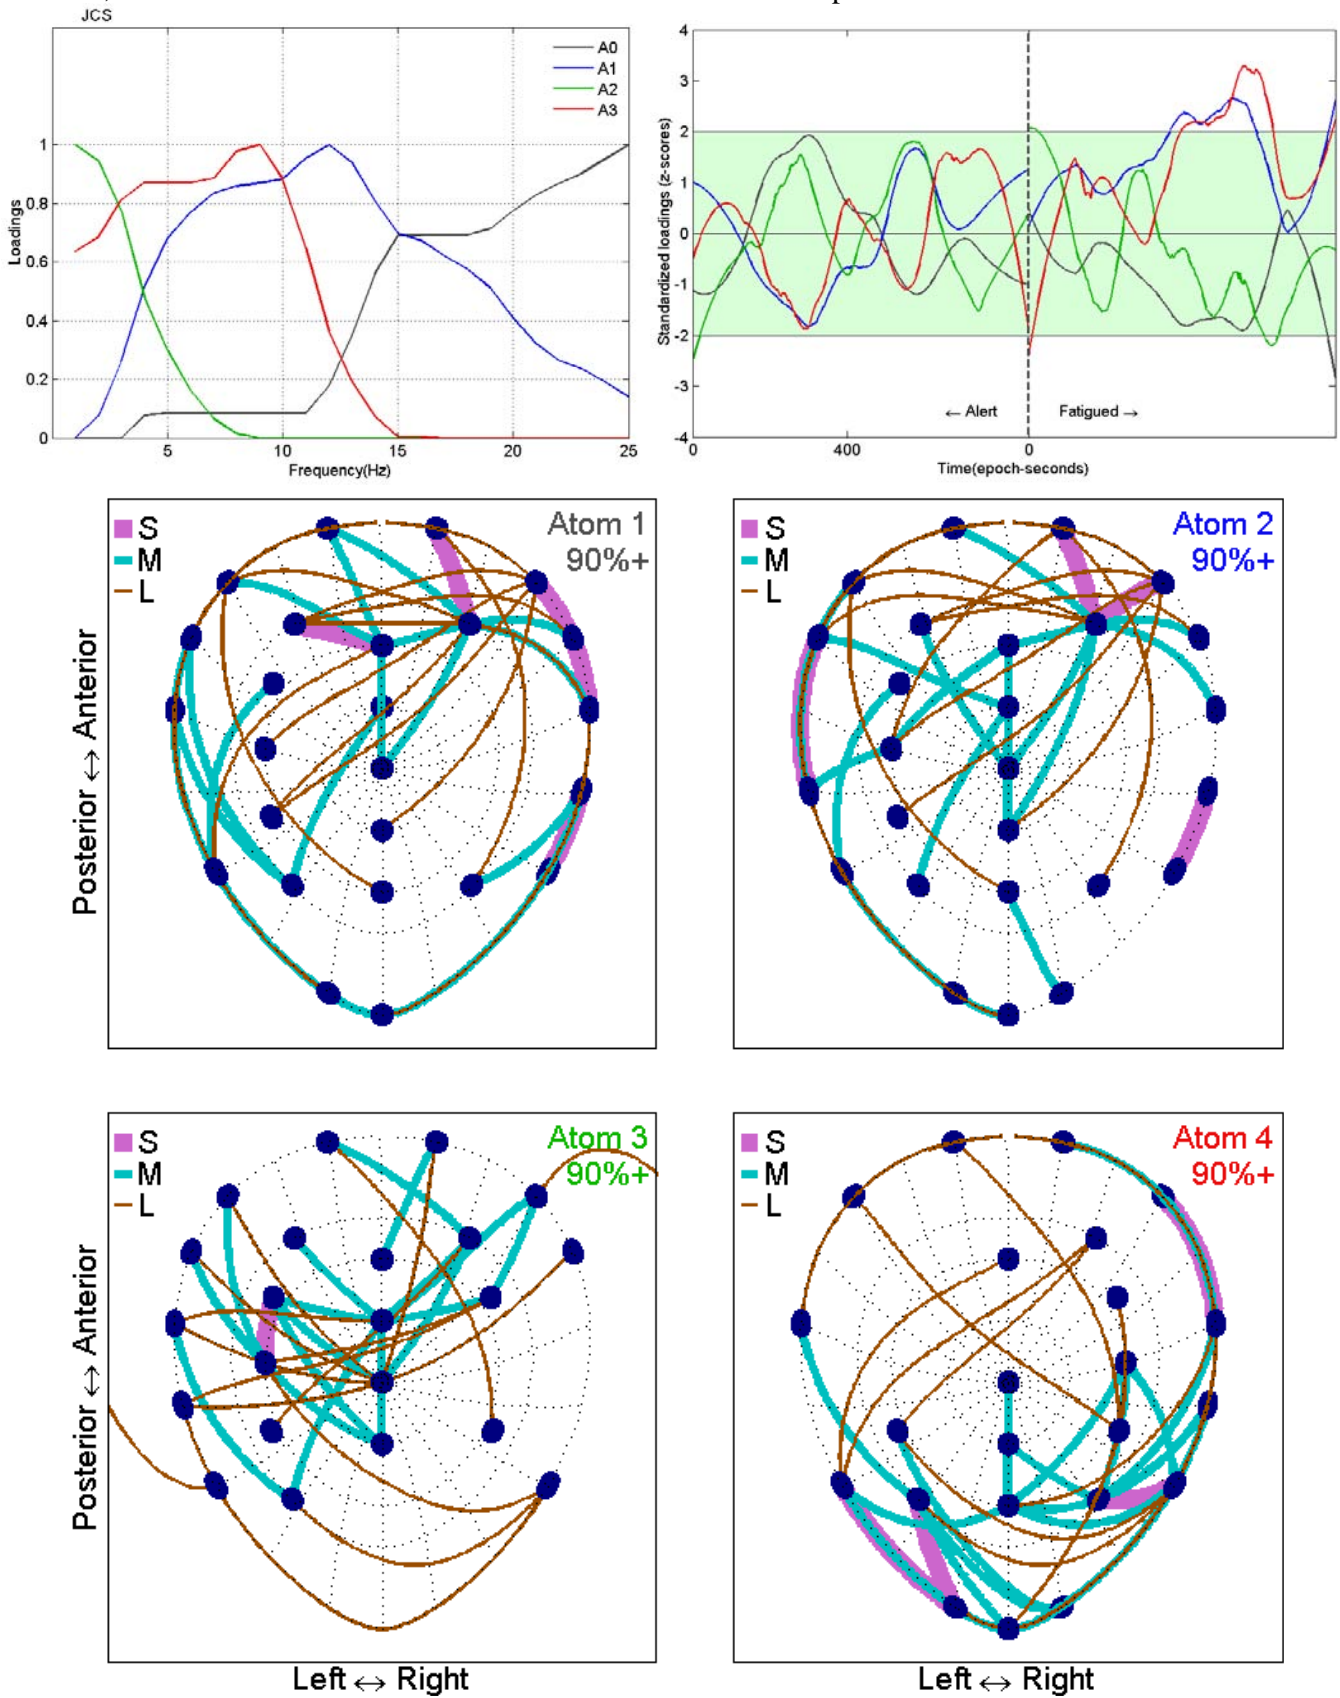 JCS
A0
A1
A2
A3
1
0.8
0.6
0.4
0.2
0
5
10
15
20
25
Loadings
Frequency(Hz)
4
3
2
1
0
-1
-2
-3
-4
0
400
0
Standardized loadings (z-scores)
← Alert
Fatigued →
Time(epoch-seconds)
S
M
L
Atom 1
90%+
S
M
L
Atom 2
90%+
Posterior ↔ Anterior
S
M
L
Atom 3
90%+
S
M
L
Atom 4
90%+
Posterior ↔ Anterior
Left ↔ Right
Left ↔ Right